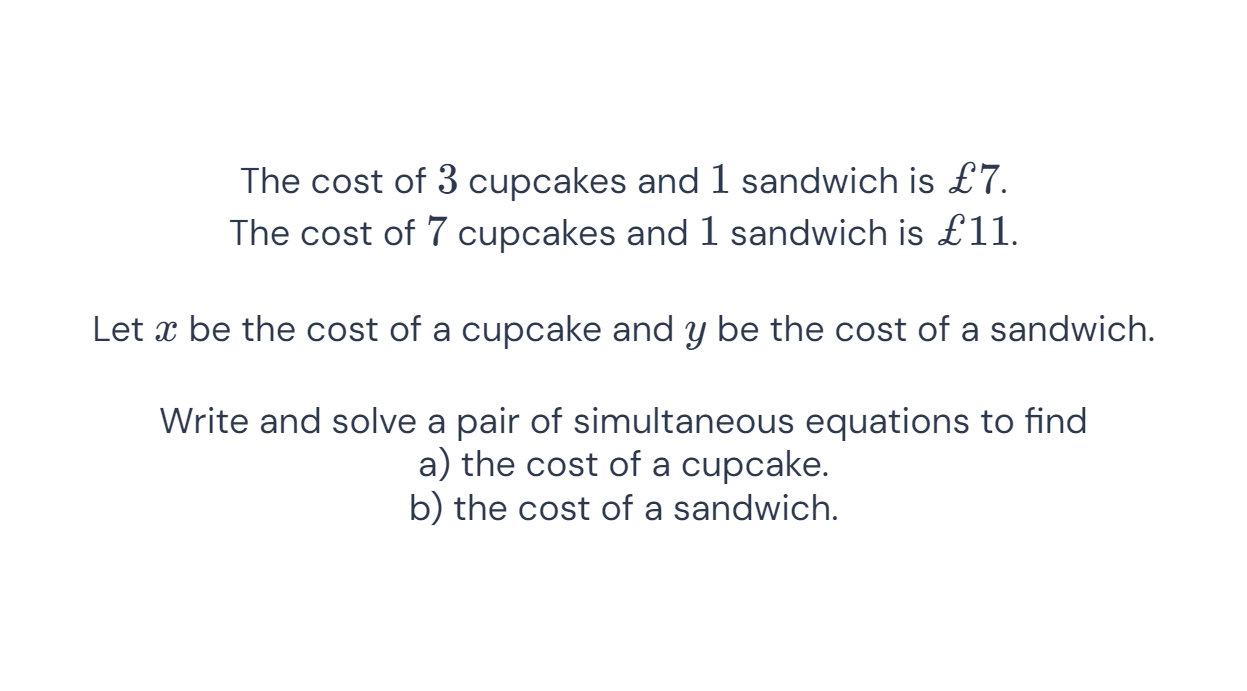 The cost of 3 cupcakes and 1 sandwich is £7.
The cost of 7 cupcakes and 1 sandwich is £11.
Let x be the cost of a cupcake and y be the cost of a sandwich.
Write and solve a pair of simultaneous equations to find
a) the cost of a cupcake.
b) the cost of a sandwich.